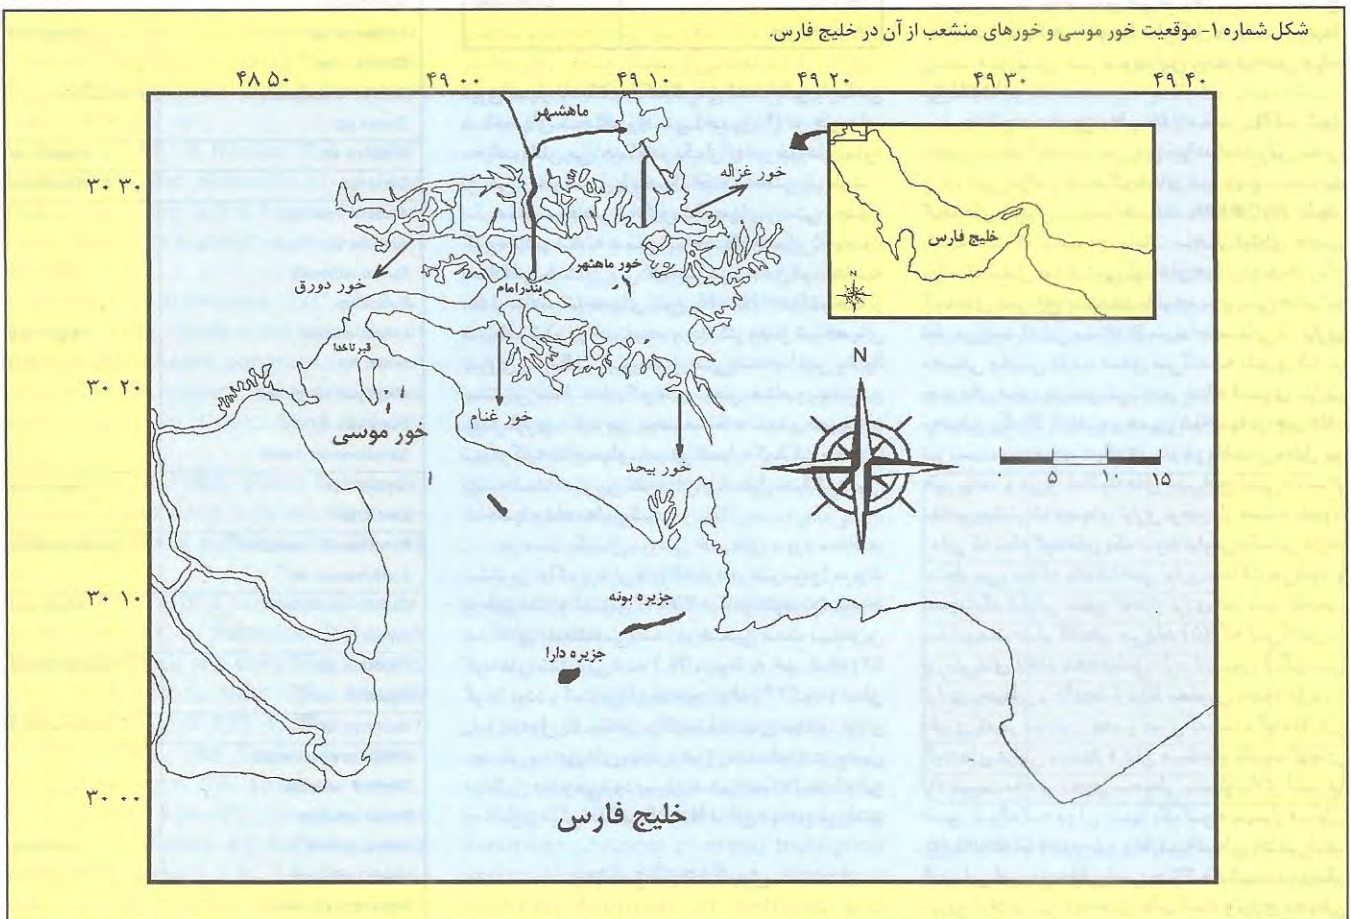 شکل شماره ۱- موقعیت خور موسی و خورهای منشعب از آن در خلیج فارس.
۴۸ ۵۰
۴۹ ۰۰
۴۹ ۱۰
۴۹ ۲۰
۴۹ ۳۰
۴۹ ۴۰
ماهشهر
خور غزاله
۳۰ ۳۰
خلیج فارس
خور ماهشهر
خور دورق
بندرامام
قبرناخدا
N
۳۰ ۲۰
خور غنام
خور موسی
خور بیحد
۵
۱۰
۱۵
۳۰ ۱۰
جزیره بونه
جزیره دارا
۳۰ ۰۰
خلیج فارس